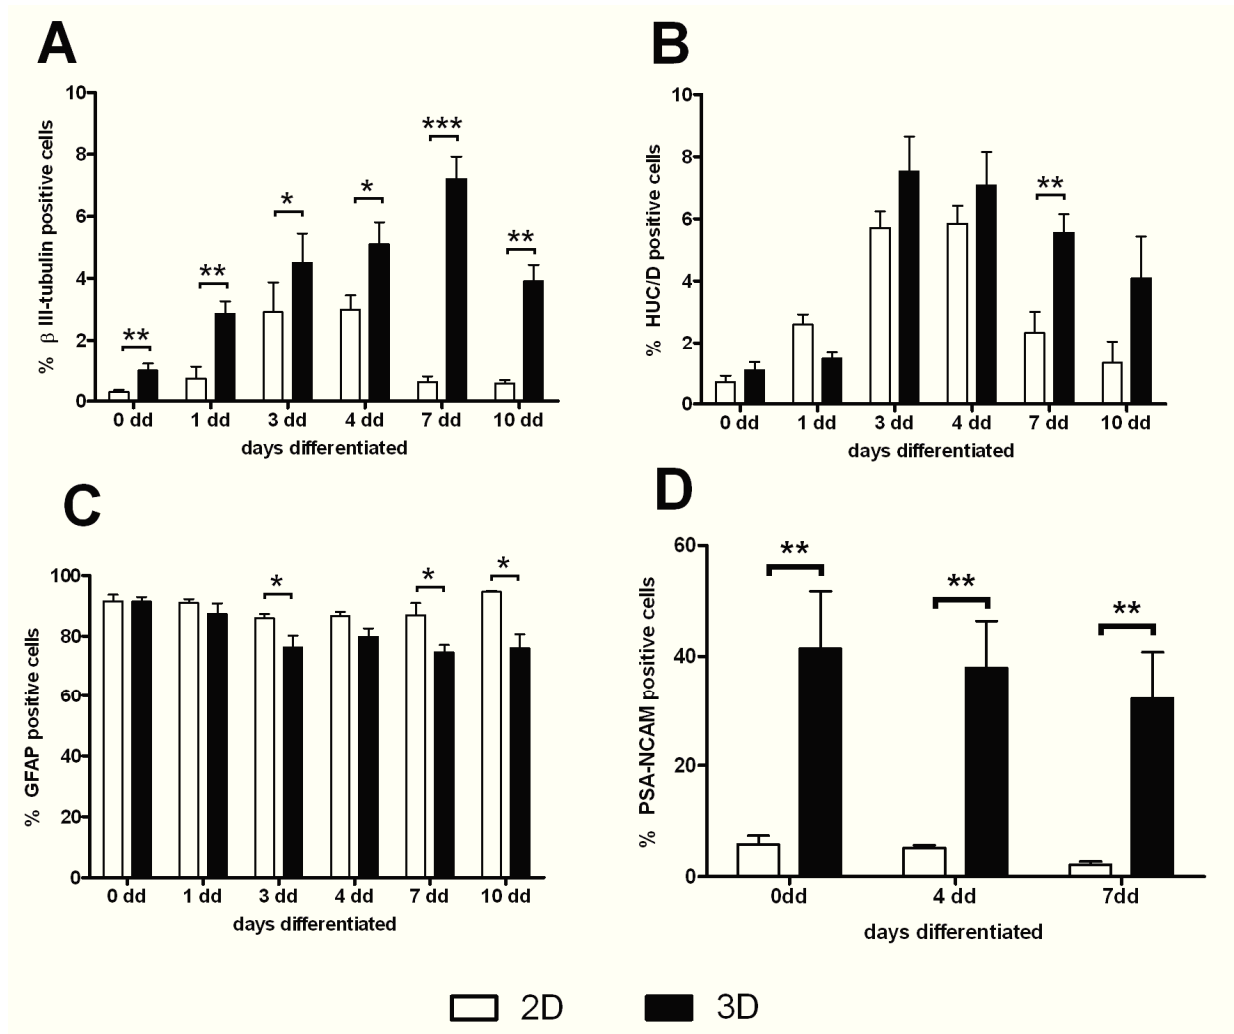 A
% β III-tubulin positive cells
10
8
6
4
2
0
**
**
*
*
***
**
0 dd 1 dd 3 dd 4 dd 7 dd 10 dd
days differentiated
B
% HUC/D positive cells
10
8
6
4
2
0
**
0 dd 1 dd 3 dd 4 dd 7 dd 10 dd
days differentiated
C
% GFAP positive cells
100
80
60
40
20
0
*
*
*
0 dd 1 dd 3 dd 4 dd 7 dd 10 dd
days differentiated
D
% PSA-NCAM positive cells
60
40
20
0
**
**
**
0dd 4 dd 7dd
days differentiated
2D 3D